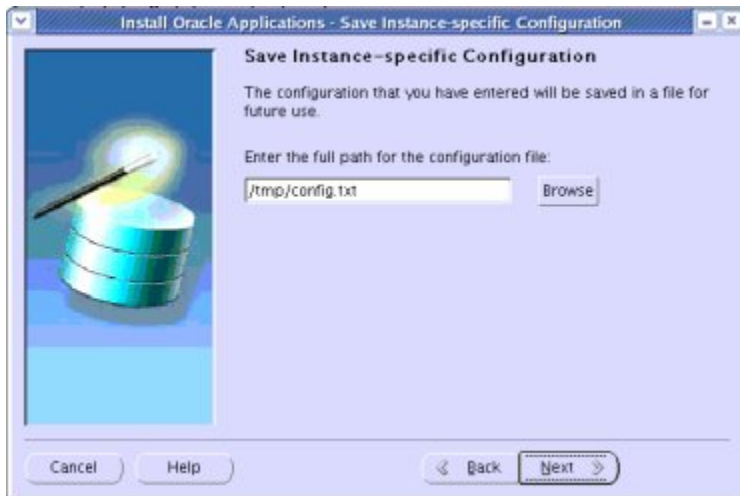 Install Oracle Applications - Save Instance-specific Configuration
Save Instance-specific Configuration
The configuration that you have entered will be saved in a file for
future use.
Enter the full path for the configuration file:
/tmp/config.txt
Browse
Cancel
Help
Back
Next